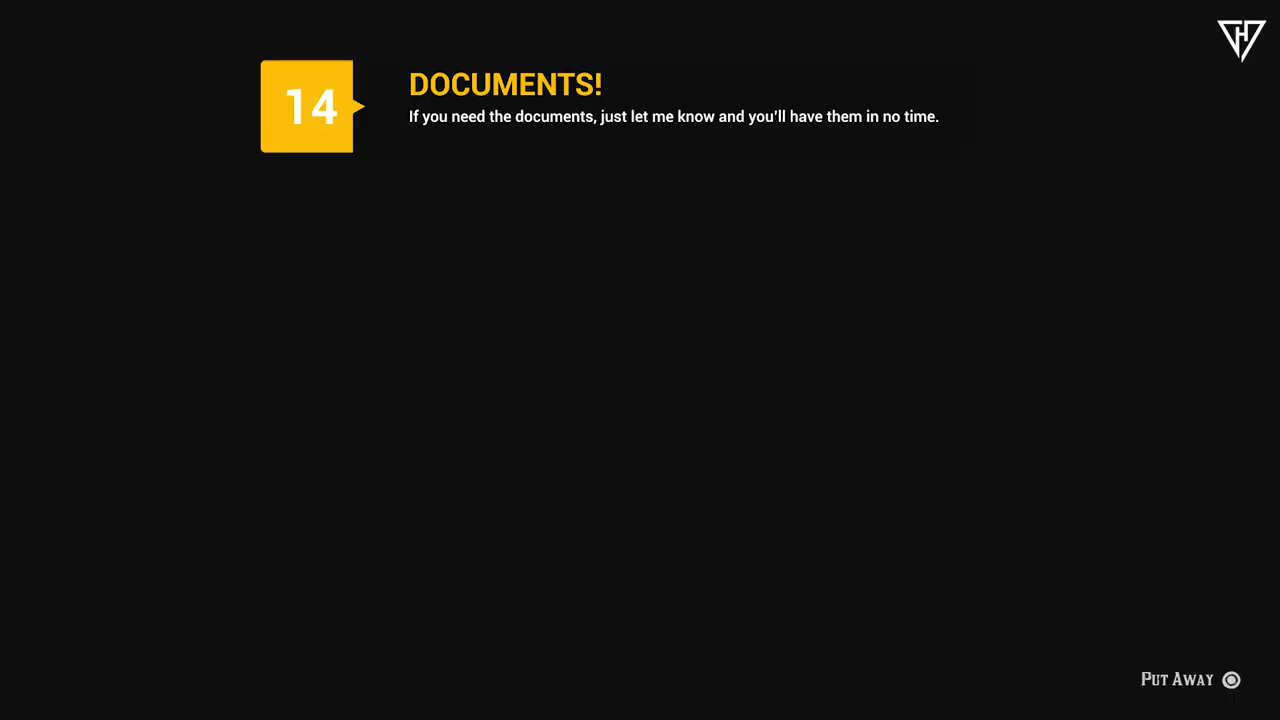 14
DOCUMENTS!
If you need the documents, just let me know and you'll have them in no time.
PUT AWAY